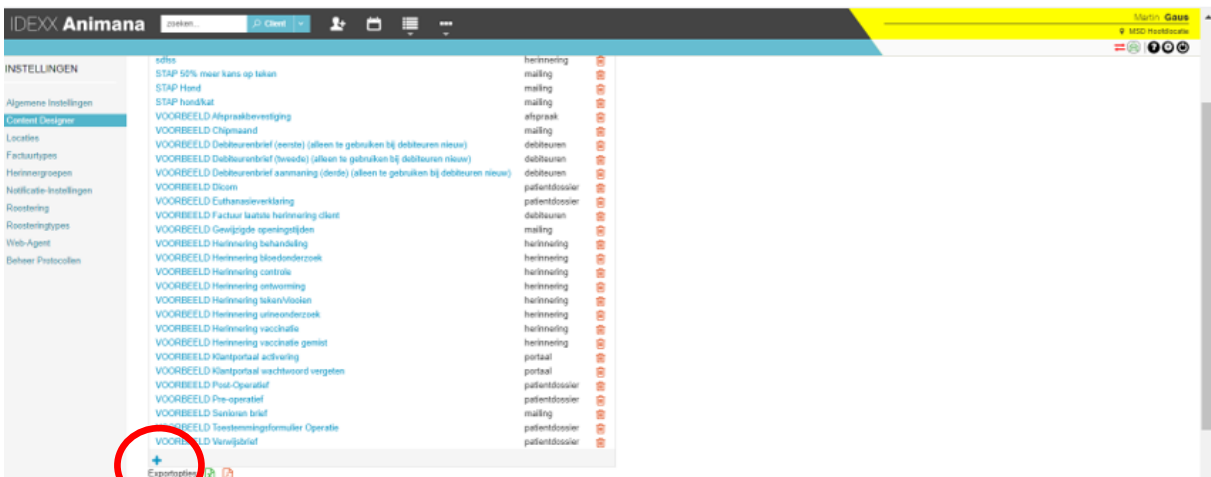 IDEXX Animana zoeken... Client Martin Gaus
MSD Hoofdlocatie
INSTELLINGEN
Algemene Instellingen
Content Designer
Locaties
Factuurtypes
Herinnergroepen
Notificatie-Instellingen
Roostering
Roosteringtypes
Web-Agent
Beheer Protocollen
sdfss herinnering
STAP 50% meer kans op teken mailing
STAP Hond mailing
STAP hond/kat mailing
VOORBEELD Afspraakbevestiging afspraak
VOORBEELD Chipmaand mailing
VOORBEELD Debiteurenbrief (eerste) (alleen te gebruiken bij debiteuren nieuw) debiteuren
VOORBEELD Debiteurenbrief (tweede) (alleen te gebruiken bij debiteuren nieuw) debiteuren
VOORBEELD Debiteurenbrief aanmaning (derde) (alleen te gebruiken bij debiteuren nieuw) debiteuren
VOORBEELD Dicom patientdossier
VOORBEELD Euthanasieverklaring patientdossier
VOORBEELD Factuur laatste herinnering client debiteuren
VOORBEELD Gewijzigde openingstijden mailing
VOORBEELD Herinnering behandeling herinnering
VOORBEELD Herinnering bloedonderzoek herinnering
VOORBEELD Herinnering controle herinnering
VOORBEELD Herinnering ontworming herinnering
VOORBEELD Herinnering teken/vlooien herinnering
VOORBEELD Herinnering urineonderzoek herinnering
VOORBEELD Herinnering vaccinatie herinnering
VOORBEELD Herinnering vaccinatie gemist herinnering
VOORBEELD Klantportaal activering portaal
VOORBEELD Klantportaal wachtwoord vergeten portaal
VOORBEELD Post-Operatief patientdossier
VOORBEELD Pre-operatief patientdossier
VOORBEELD Senioren brief mailing
VOORBEELD Toestemmingsformulier Operatie patientdossier
VOORBEELD Verwijsbrief patientdossier
Exportopties